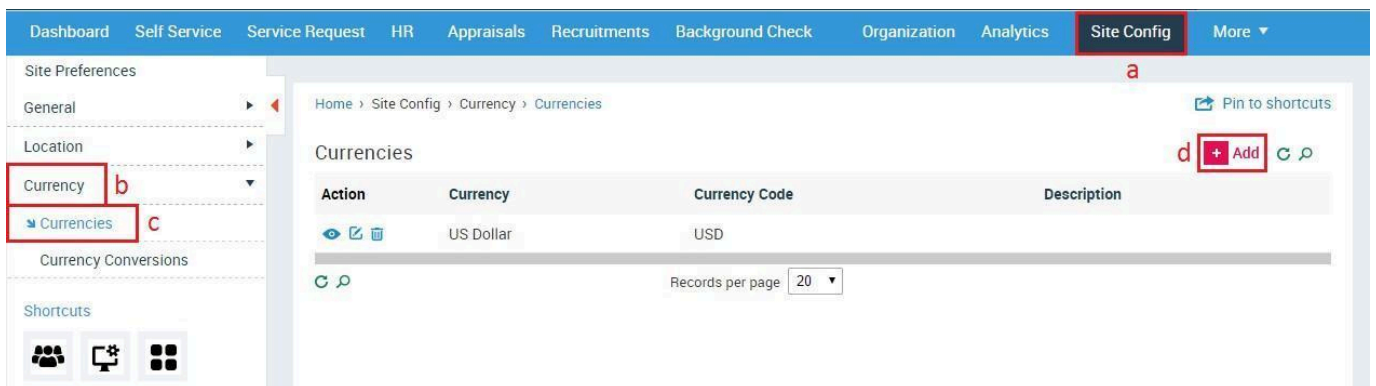 Dashboard Self Service Service Request HR Appraisals Recruitments Background Check Organization Analytics Site Config More ▼
a
Site Preferences
General
Location
Currency b
Currencies c
Currency Conversions
Shortcuts
Home › Site Config › Currency › Currencies
Pin to shortcuts
Currencies
d + Add
Action Currency Currency Code Description
US Dollar USD
Records per page 20